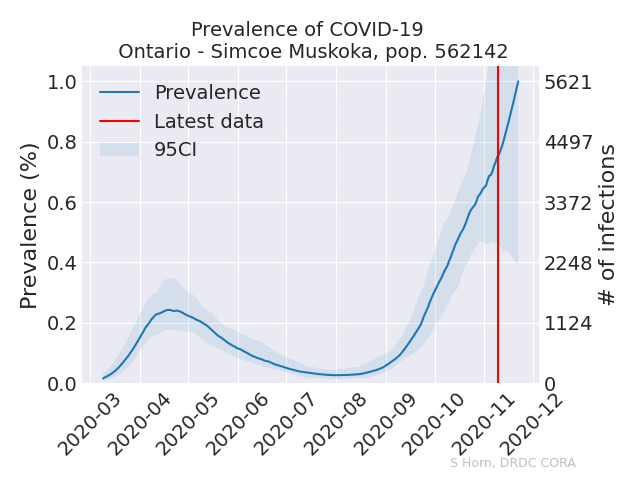 Prevalence of COVID-19
Ontario - Simcoe Muskoka, pop. 562142
Prevalence
Latest data
95CI
Prevalence (%)
1.0
0.8
0.6
0.4
0.2
0.0
5621
4497
3372
2248
1124
0
# of infections
2020-03
2020-04
2020-05
2020-06
2020-07
2020-08
2020-09
2020-10
2020-11
2020-12
S Horn, DRDC CORA